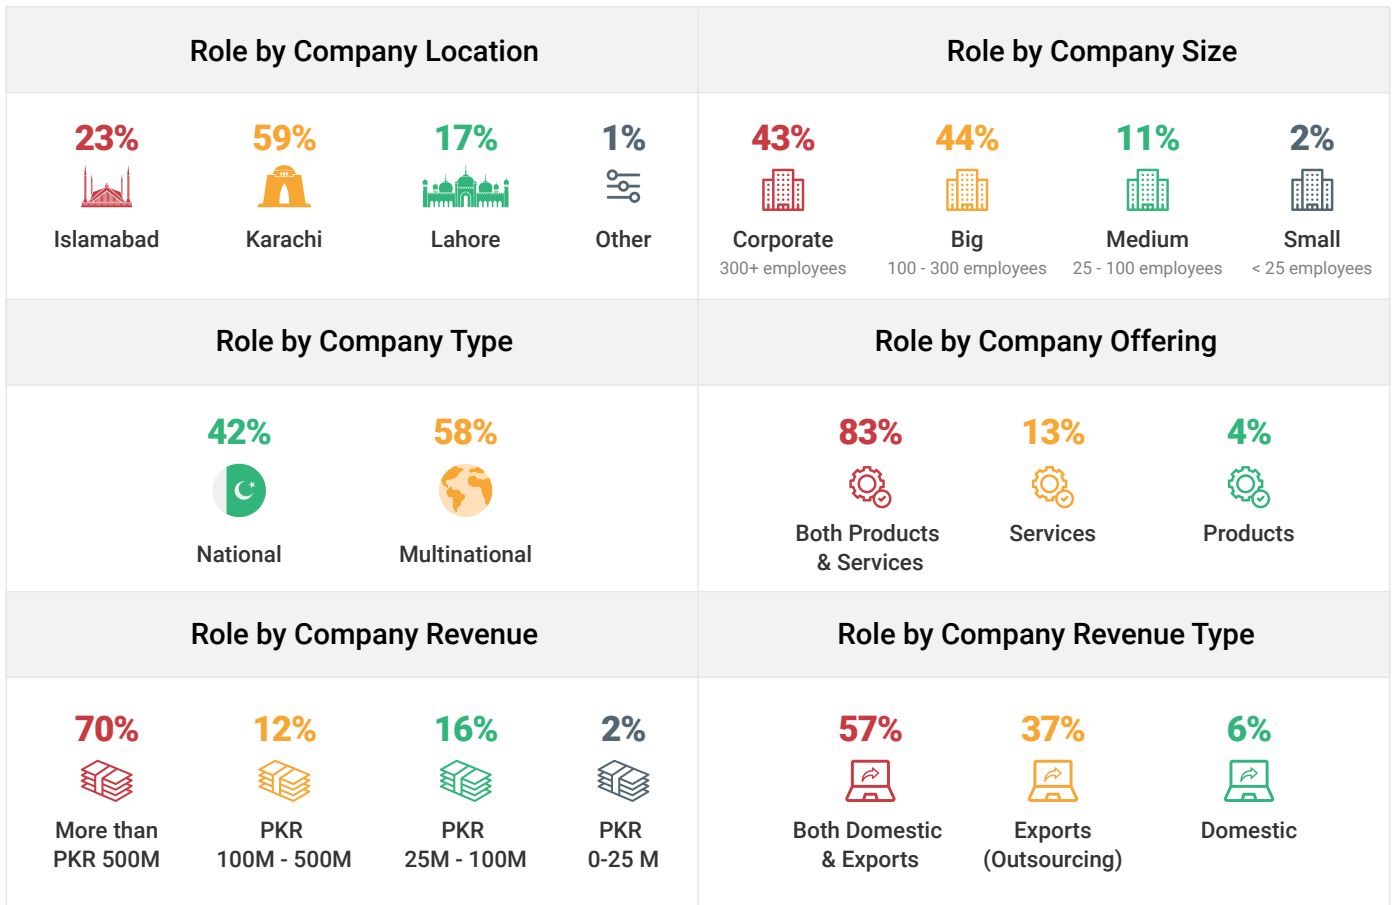 Role by Company Location
23%
59%
17%
1%
Islamabad
Karachi
Lahore
Other
Role by Company Size
43%
44%
11%
2%
Corporate
Big
Medium
Small
300+ employees
100 - 300 employees
25 - 100 employees
< 25 employees
Role by Company Type
42%
58%
National
Multinational
Role by Company Offering
83%
13%
4%
Both Products
& Services
Services
Products
Role by Company Revenue
70%
12%
16%
2%
More than
PKR 500M
PKR
100M - 500M
PKR
25M - 100M
PKR
0-25 M
Role by Company Revenue Type
57%
37%
6%
Both Domestic
& Exports
Exports
(Outsourcing)
Domestic